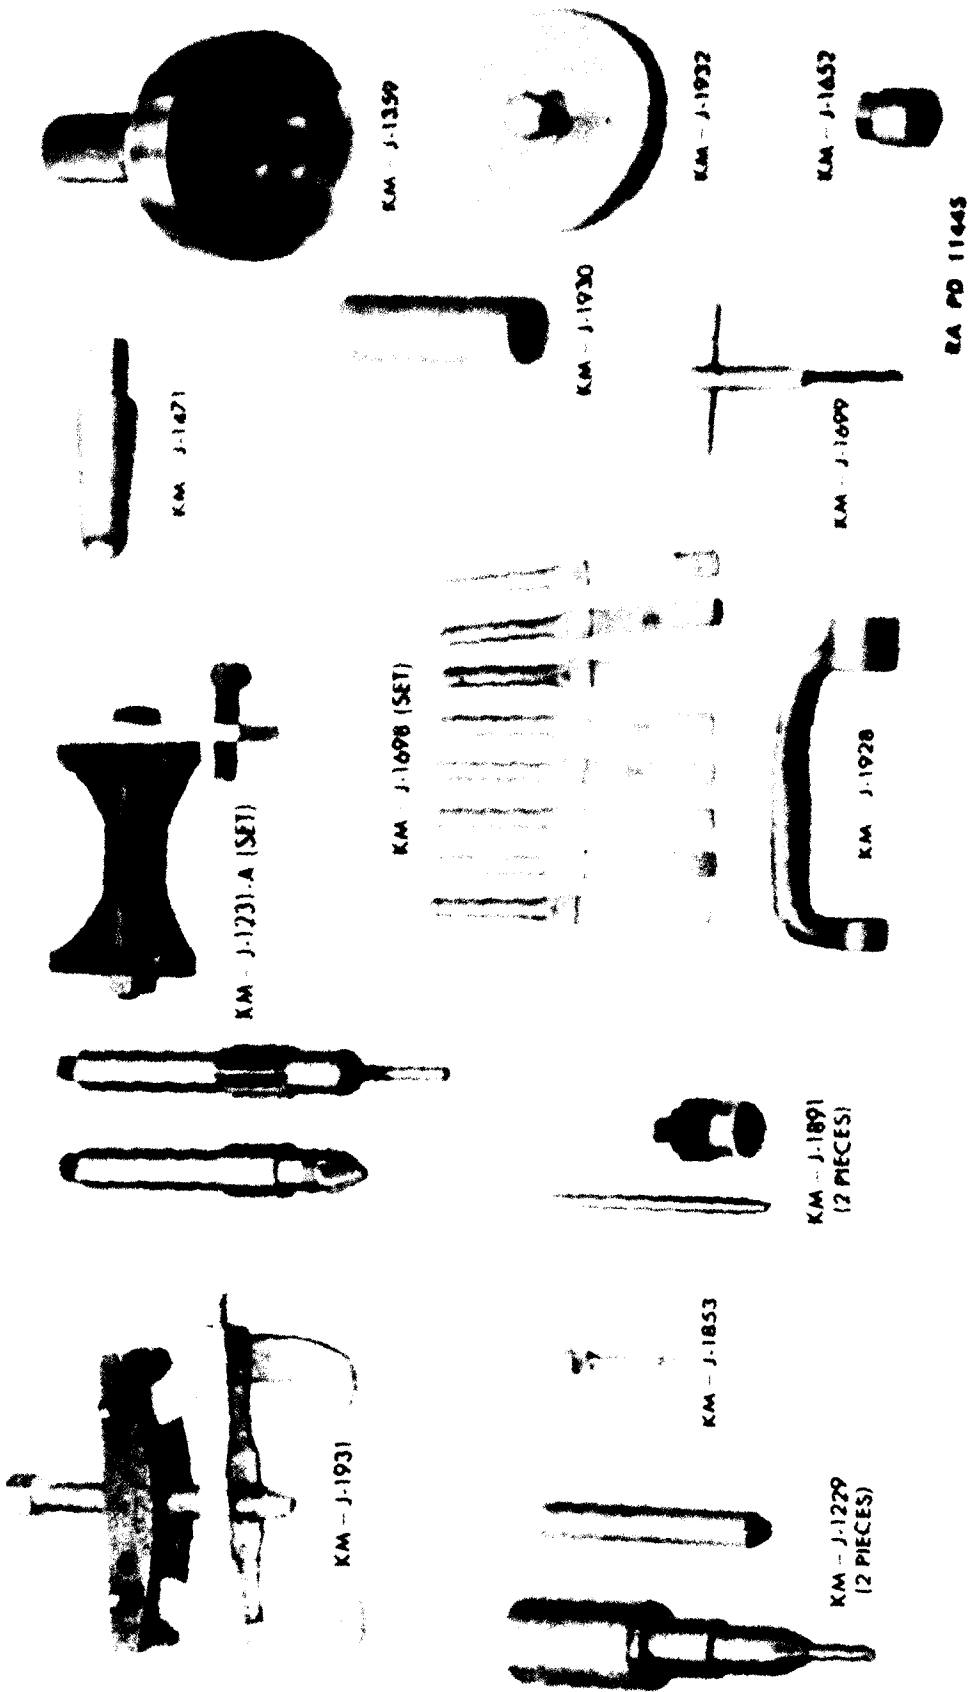 KM – J-1931
KM – J-1231-A (SET)
KM J-1471
KM – J-1359
KM – J-1698 (SET)
KM – J-1930
KM – J-1932
KM – J-1229
(2 PIECES)
KM – J-1853
KM – J-1891
(2 PIECES)
KM J-1928
KM – J-1699
KM – J-1652
RA PD 11445